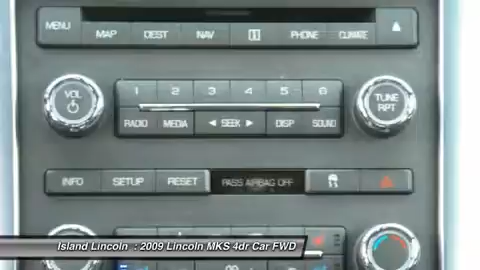 MENU MAP DEST NAV PHONE CLIMATE
1 2 3 4 5 6
VOL
TUNE
RPT
RADIO MEDIA SEEK DISP SOUND
INFO SETUP RESET PASS AIRBAG OFF
Island Lincoln : 2009 Lincoln MKS 4dr Car FWD